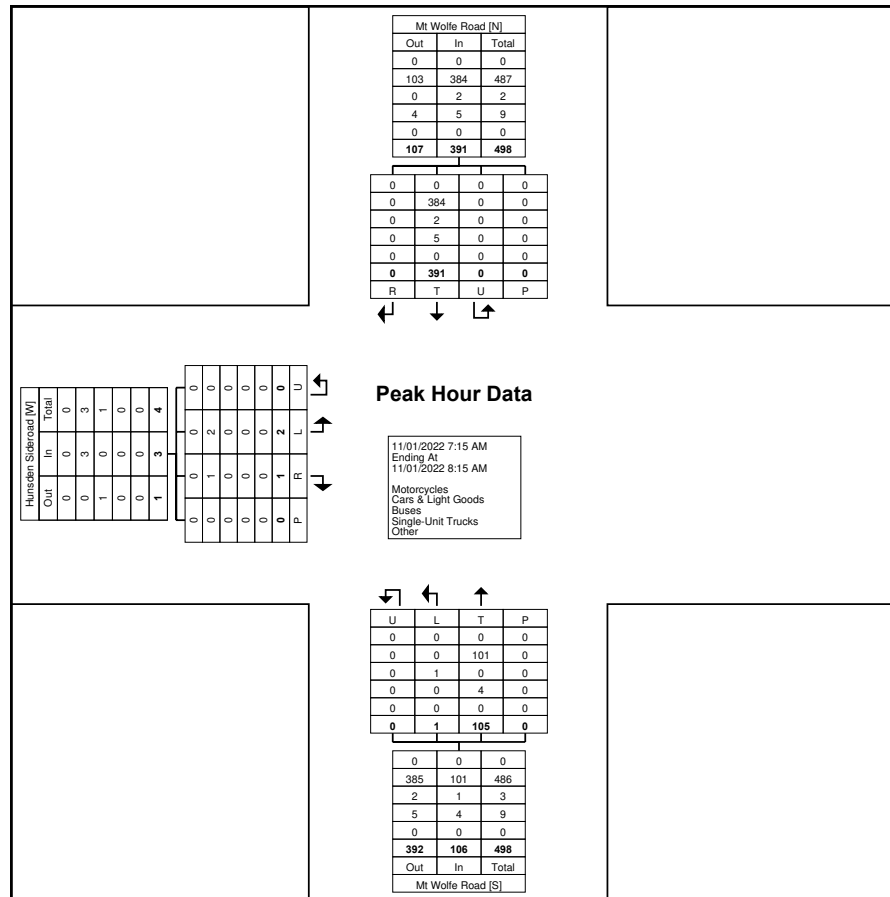 Mt Wolfe Road [N]
Out In Total
0 0 0
103 384 487
0 2 2
4 5 9
0 0 0
107 391 498
0 0 0 0
0 384 0 0
0 2 0 0
0 5 0 0
0 0 0 0
0 391 0 0
R T U P
Hunsden Sideroad [W]
Out In Total
0 0 0
0 3 3
1 0 1
0 0 0
0 0 0
1 3 4
0 0 0 0
0 1 2 0
0 0 0 0
0 0 0 0
0 0 0 0
0 1 2 0
P R L U
Peak Hour Data
11/01/2022 7:15 AM
Ending At
11/01/2022 8:15 AM
Motorcycles
Cars & Light Goods
Buses
Single-Unit Trucks
Other
U L T P
0 0 0 0
0 0 101 0
0 1 0 0
0 0 4 0
0 0 0 0
0 1 105 0
0 0 0
385 101 486
2 1 3
5 4 9
0 0 0
392 106 498
Out In Total
Mt Wolfe Road [S]